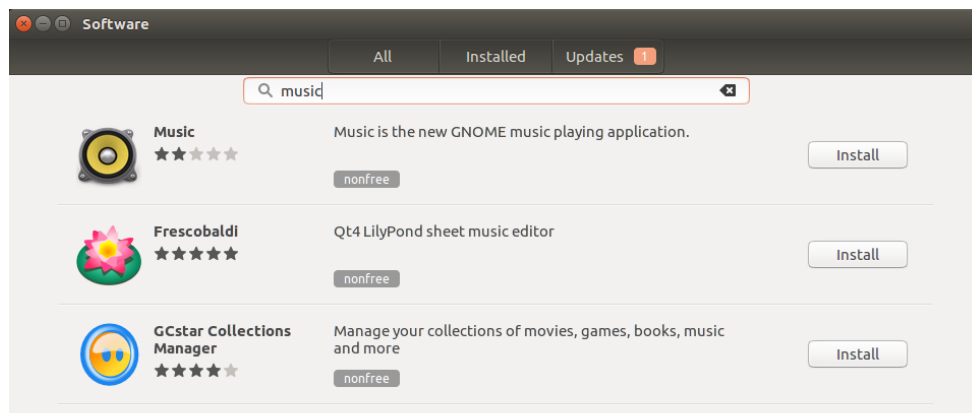 Software
All Installed Updates 1
music
Music Music is the new GNOME music playing application.
nonfree
Install
Frescobaldi Qt4 LilyPond sheet music editor
nonfree
Install
GCstar Collections Manager
Manage your collections of movies, games, books, music
and more
nonfree
Install